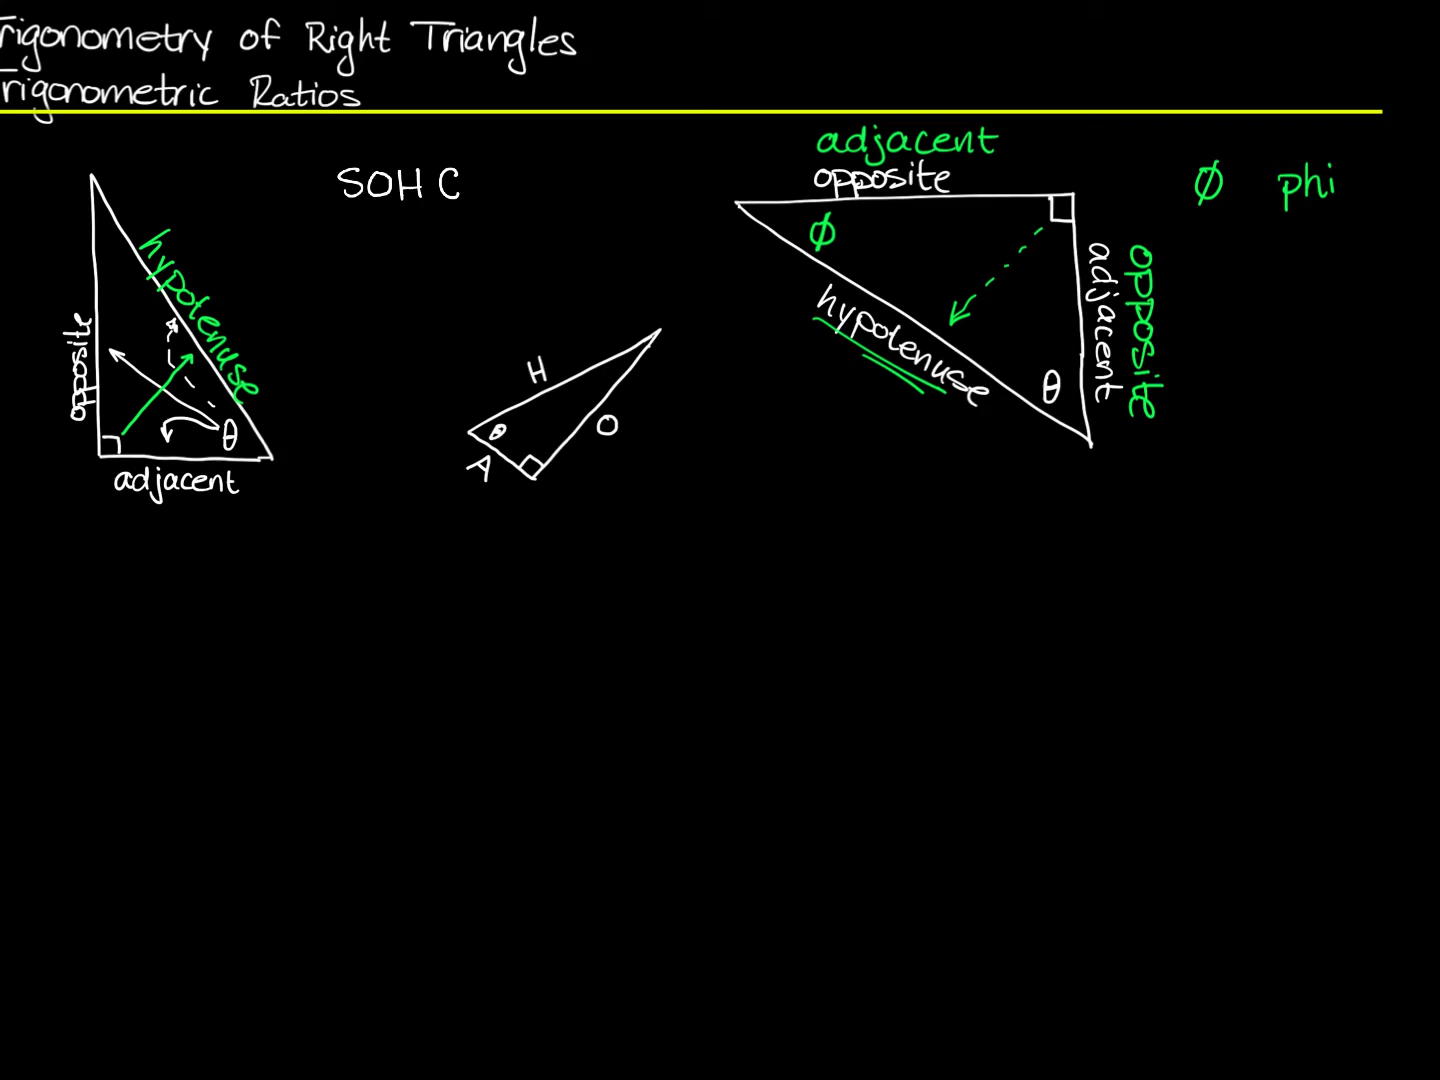 Trigonometry of Right Triangles
Trigonometric Ratios
SOH C
hypotenuse
opposite
θ
adjacent
H
θ
O
A
adjacent
opposite
ϕ
hypotenuse
θ
adjacent
opposite
ϕ phi